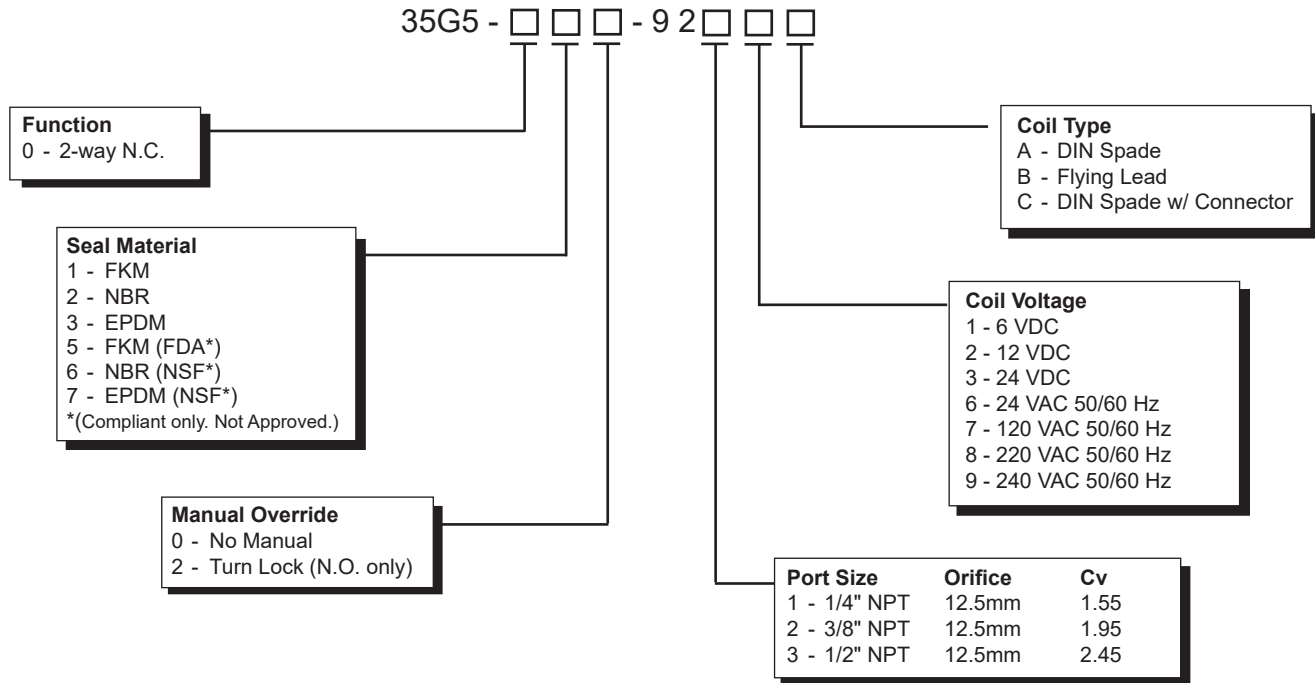 35G5 - □ □ □ - 9 2 □ □ □
Function
0 - 2-way N.C.
Seal Material
1 - FKM
2 - NBR
3 - EPDM
5 - FKM (FDA*)
6 - NBR (NSF*)
7 - EPDM (NSF*)
*(Compliant only. Not Approved.)
Manual Override
0 - No Manual
2 - Turn Lock (N.O. only)
Coil Type
A - DIN Spade
B - Flying Lead
C - DIN Spade w/ Connector
Coil Voltage
1 - 6 VDC
2 - 12 VDC
3 - 24 VDC
6 - 24 VAC 50/60 Hz
7 - 120 VAC 50/60 Hz
8 - 220 VAC 50/60 Hz
9 - 240 VAC 50/60 Hz
Port Size Orifice Cv
1 - 1/4" NPT 12.5mm 1.55
2 - 3/8" NPT 12.5mm 1.95
3 - 1/2" NPT 12.5mm 2.45